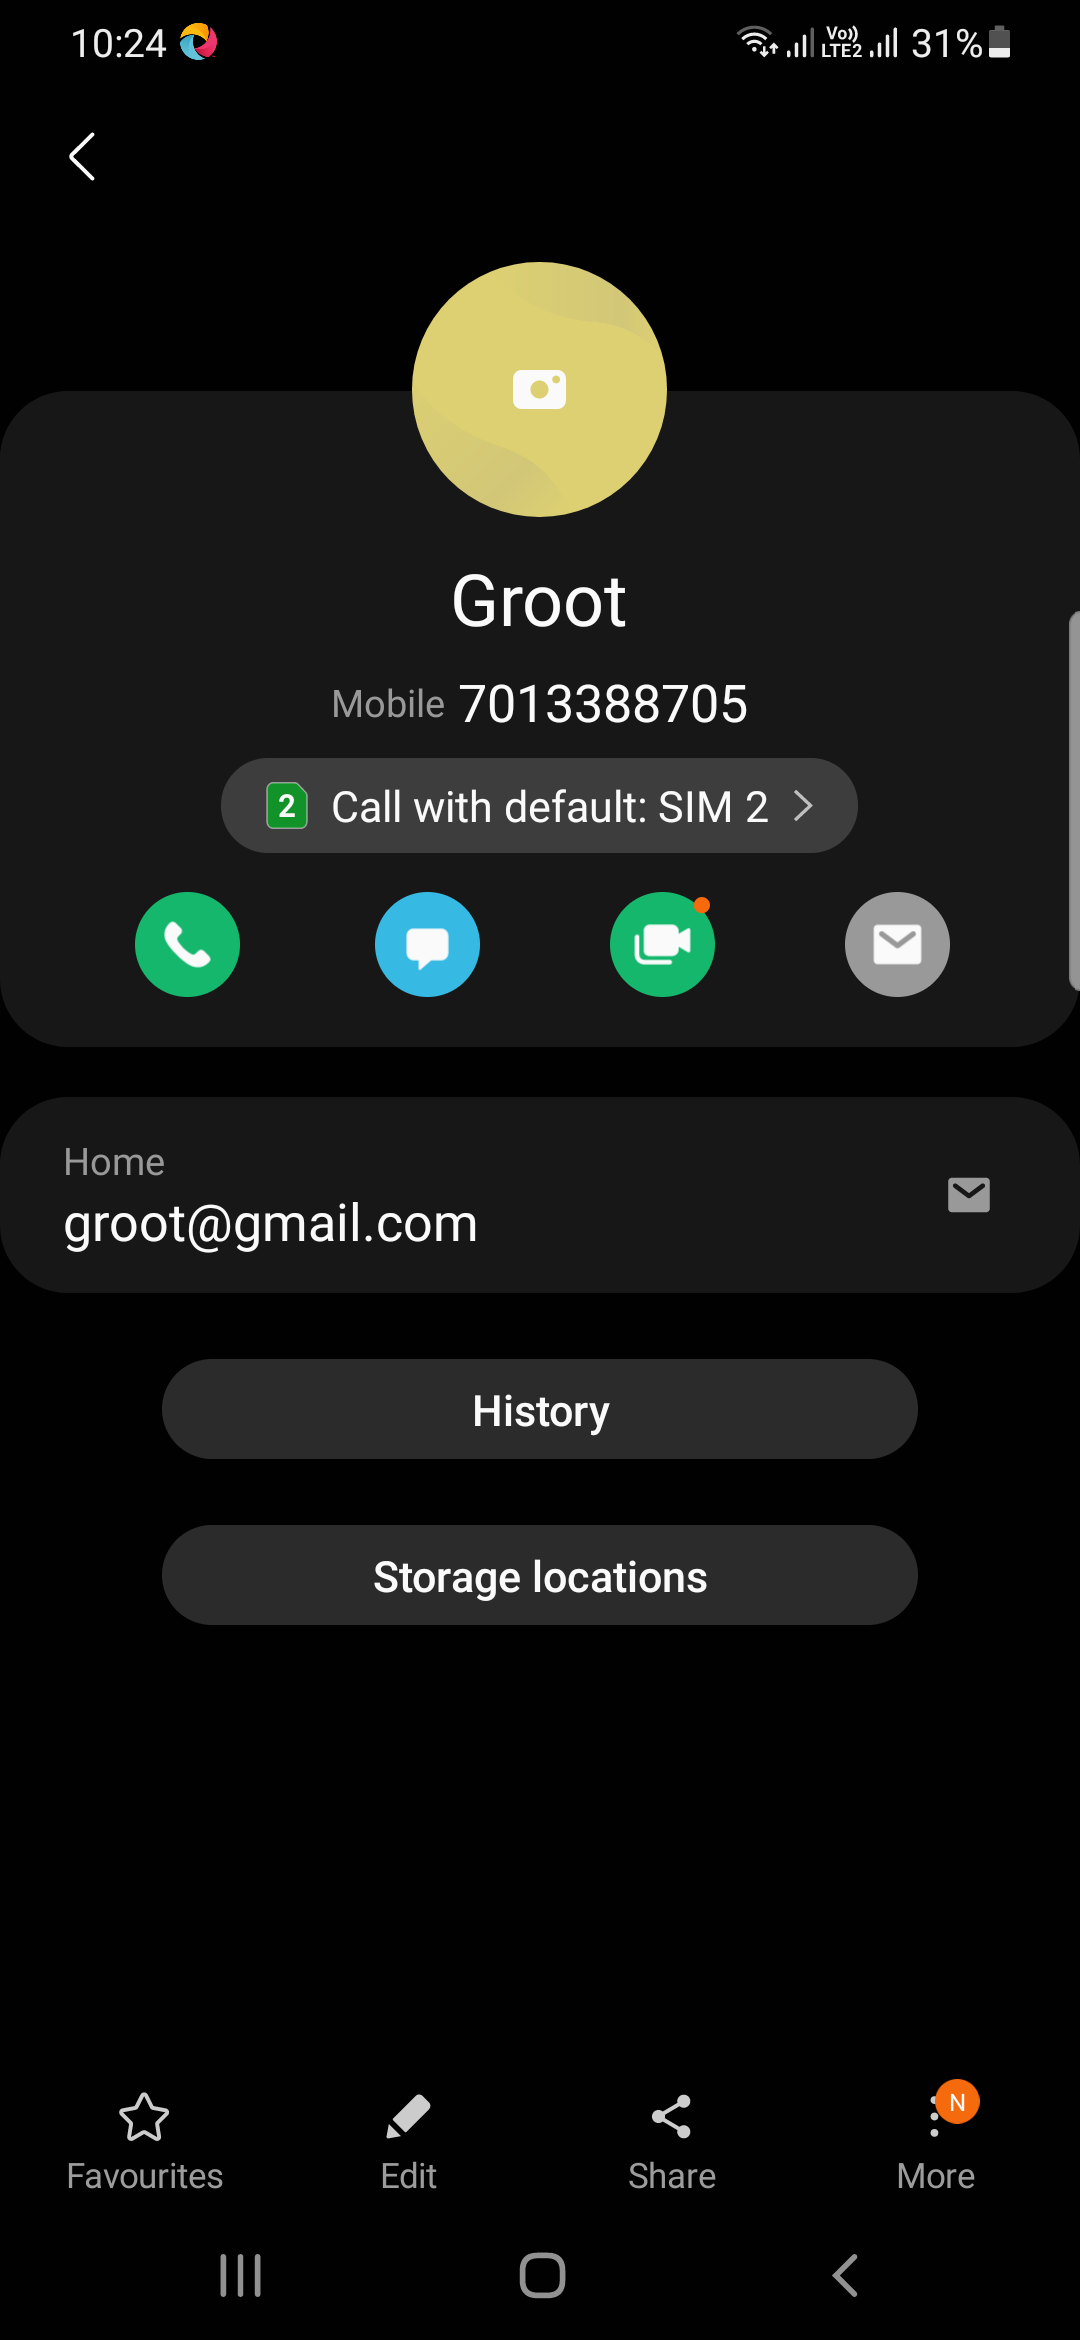 10:24
Vo)) LTE2 31%
Groot
Mobile 7013388705
2 Call with default: SIM 2
Home
groot@gmail.com
History
Storage locations
N
Favourites Edit Share More